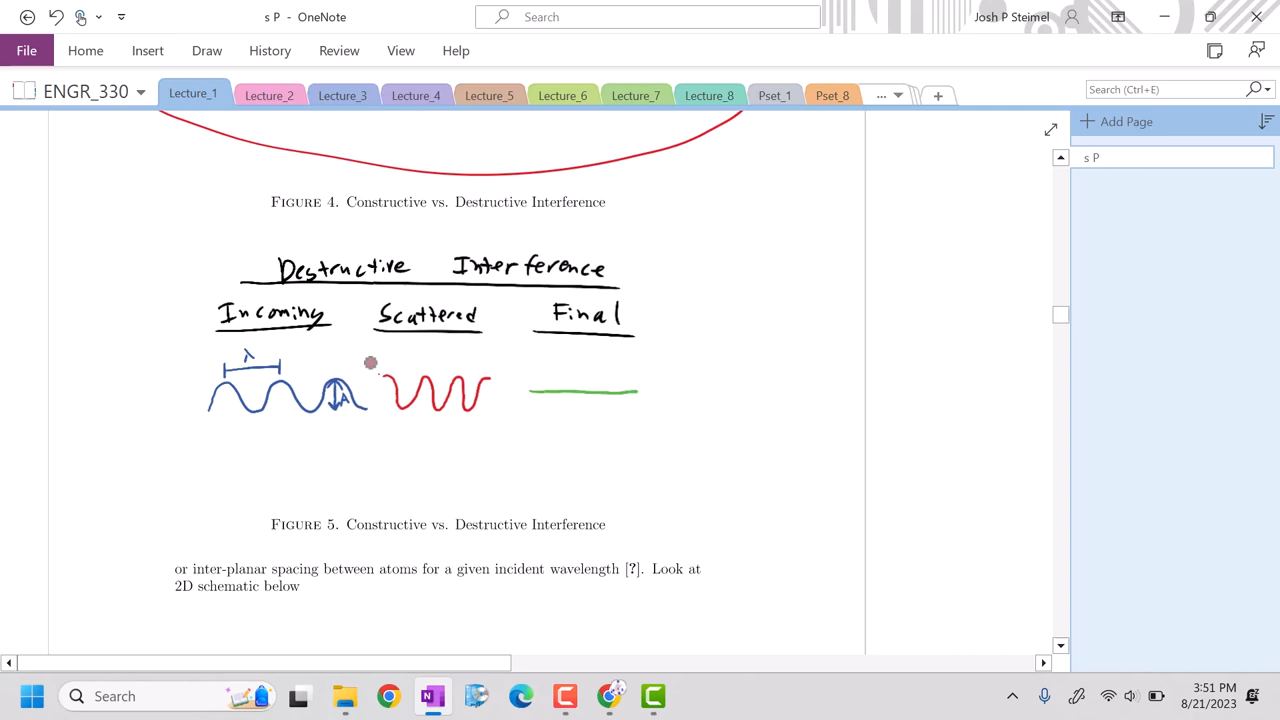 s P - OneNote
Search
Josh P Steimel
File
Home
Insert
Draw
History
Review
View
Help
ENGR_330
Lecture_1
Lecture_2
Lecture_3
Lecture_4
Lecture_5
Lecture_6
Lecture_7
Lecture_8
Pset_1
Pset_8
...
Search (Ctrl+E)
Add Page
s P
FIGURE 4. Constructive vs. Destructive Interference
Destructive Interference
Incoming Scattered Final
λ
A
FIGURE 5. Constructive vs. Destructive Interference
or inter-planar spacing between atoms for a given incident wavelength [?]. Look at
2D schematic below
Search
3:51 PM
8/21/2023